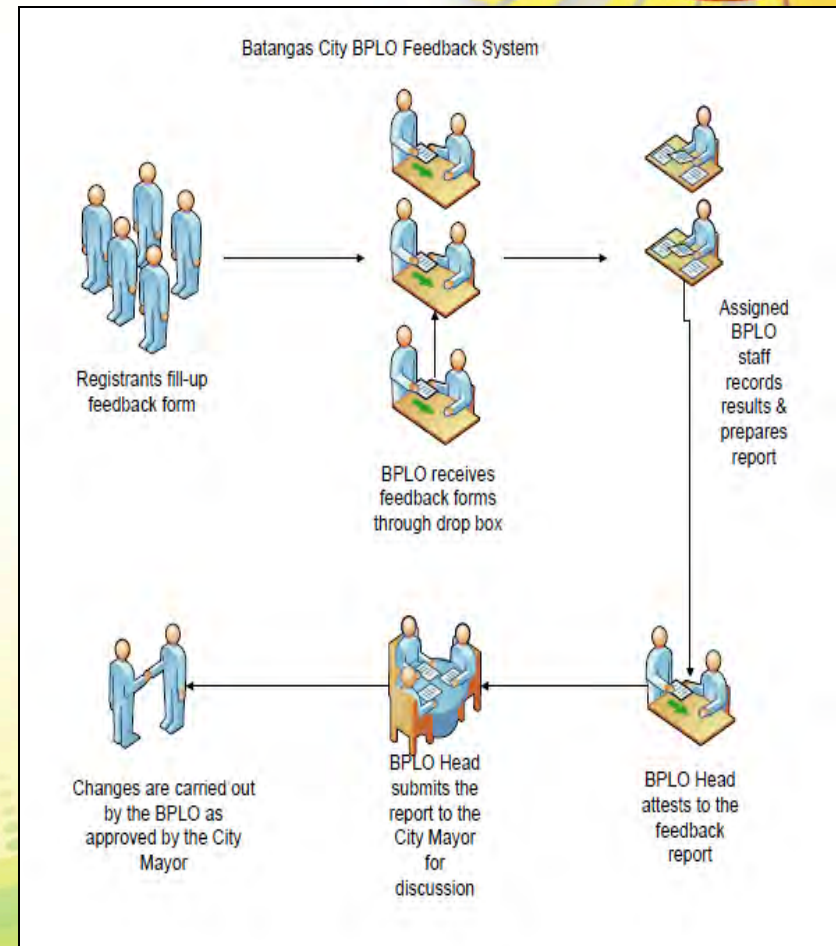 Batangas City BPLO Feedback System
Registrants fill-up
feedback form
BPLO receives
feedback forms
through drop box
Assigned
BPLO
staff
records
results &
prepares
report
BPLO Head
attests to the
feedback
report
BPLO Head
submits the
report to the
City Mayor
for
discussion
Changes are carried out
by the BPLO as
approved by the City
Mayor